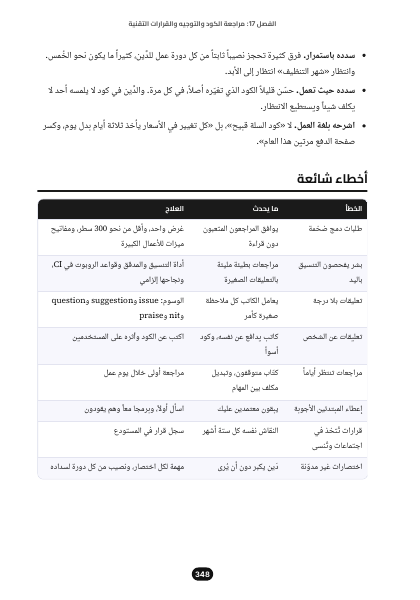 الفصل 17: مراجعة الكود والتوجيه والقرارات التقنية
• سدده باستمرار. فرق كثيرة تحجز نصيباً ثابتاً من كل دورة عمل للدَّين، كثيراً ما يكون نحو الخُمس.
وانتظار «شهر التنظيف» انتظار إلى الأبد.
• سدده حيث تعمل. حسّن قليلاً الكود الذي تغيّره أصلاً، في كل مرة. والدَّين في كود لا يلمسه أحد لا
يكلف شيئاً ويستطيع الانتظار.
• اشرحه بلغة العمل. لا «كود السلة قبيح»، بل «كل تغيير في الأسعار يأخذ ثلاثة أيام بدل يوم، وكسر
صفحة الدفع مرتين هذا العام».
أخطاء شائعة
الخطأ ما يحدث العلاج
طلبات دمج ضخمة يوافق المراجعون المتعبون غرض واحد، وأقل من نحو 300 سطر، ومفاتيح
دون قراءة ميزات للأعمال الكبيرة
بشر يفحصون التنسيق مراجعات بطيئة مليئة أداة التنسيق والمدقق وقواعد الروبوت في CI،
باليد بالتعليقات الصغيرة ونجاحها إلزامي
تعليقات بلا درجة يعامل الكاتب كل ملاحظة الوسوم: issue وsuggestion وquestion
صغيرة كأمر وnit وpraise
تعليقات عن الشخص كاتب يدافع عن نفسه، وكود اكتب عن الكود وأثره على المستخدمين
أسوأ
مراجعات تنتظر أياماً كتّاب متوقفون، وتبديل مراجعة أولى خلال يوم عمل
مكلف بين المهام
إعطاء المبتدئين الأجوبة يبقون معتمدين عليك اسأل أولاً، وبرمجا معاً وهم يقودون
قرارات تُتخذ في النقاش نفسه كل ستة أشهر سجل قرار في المستودع
اجتماعات وتُنسى
اختصارات غير مدوّنة دَين يكبر دون أن يُرى مهمة لكل اختصار، ونصيب من كل دورة لسداده
348